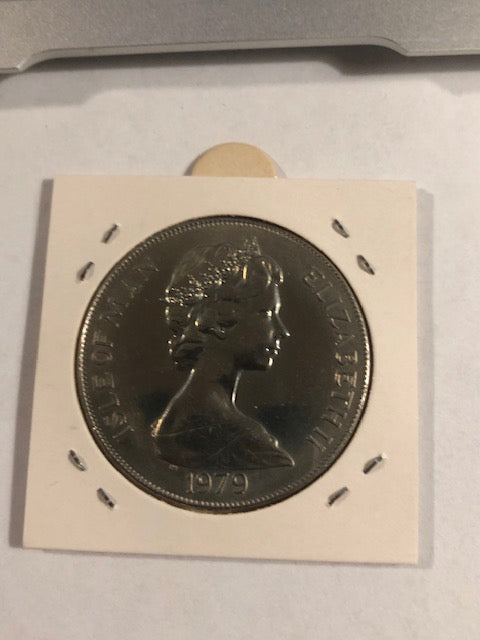 ISLE OF MAN
ELIZABETH II
1979